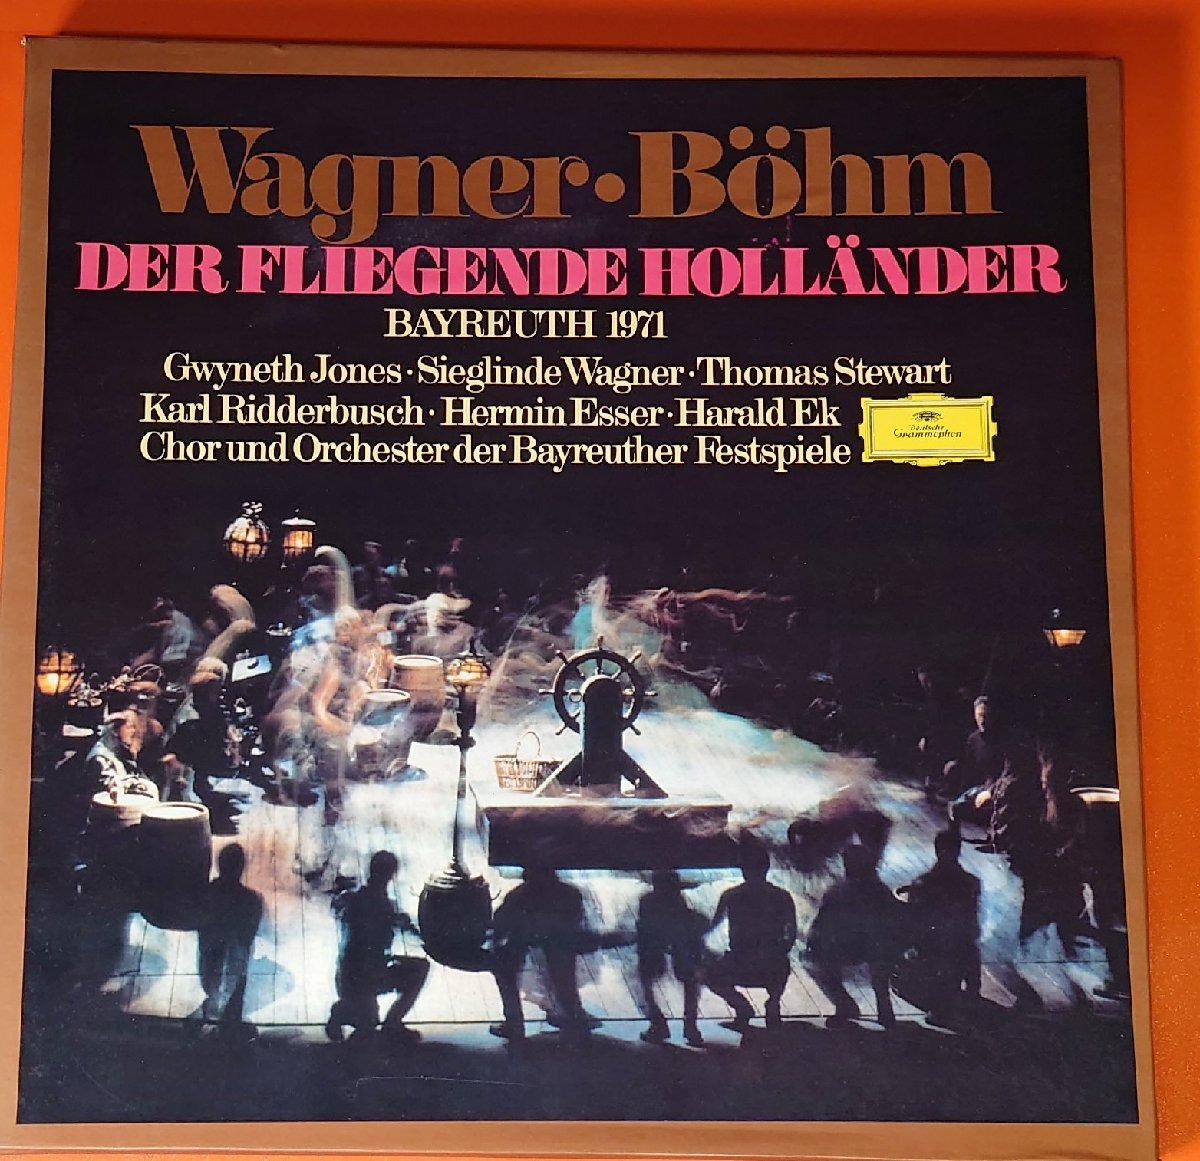 Wagner · Böhm
DER FLIEGENDE HOLLÄNDER
BAYREUTH 1971
Gwyneth Jones · Sieglinde Wagner · Thomas Stewart
Karl Ridderbusch · Hermin Esser · Harald Ek
Chor und Orchester der Bayreuther Festspiele
Deutsche
Grammophon